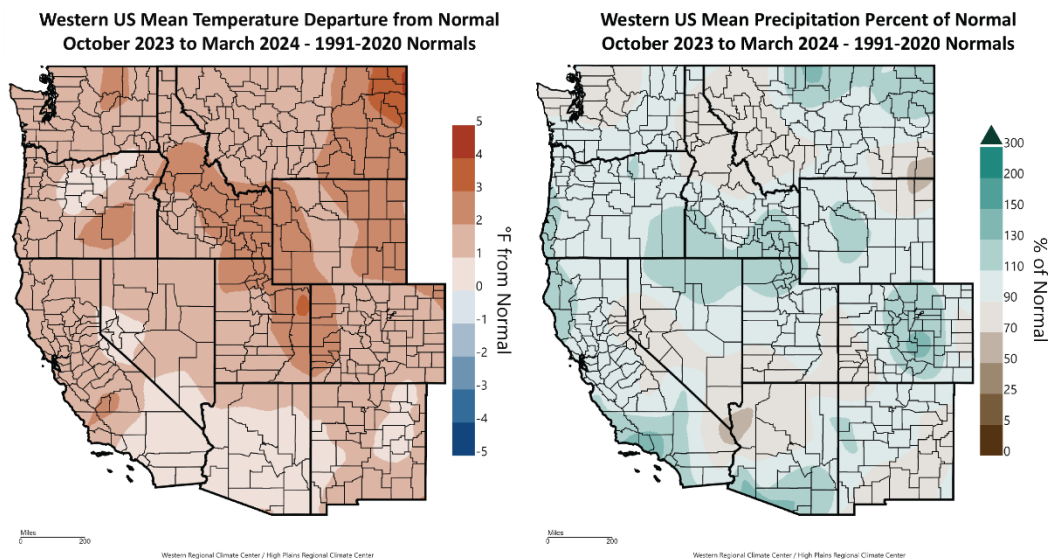 Western US Mean Temperature Departure from Normal
October 2023 to March 2024 - 1991-2020 Normals
5
4
3
2
1
0
-1
-2
-3
-4
-5
°F from Normal
Miles
0 200
Western Regional Climate Center / High Plains Regional Climate Center
Western US Mean Precipitation Percent of Normal
October 2023 to March 2024 - 1991-2020 Normals
300
200
150
130
110
90
70
50
25
5
0
% of Normal
Miles
0 200
Western Regional Climate Center / High Plains Regional Climate Center